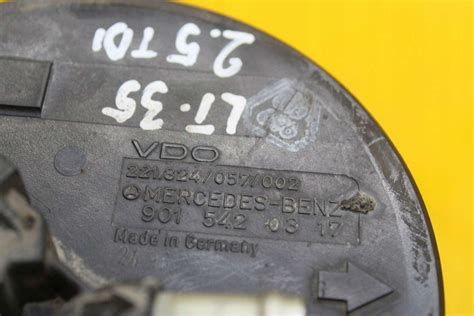 2.5 TDI
LT-35
VDO
221/824/057/002
MERCEDES-BENZ
901 542 03 17
Made in Germany